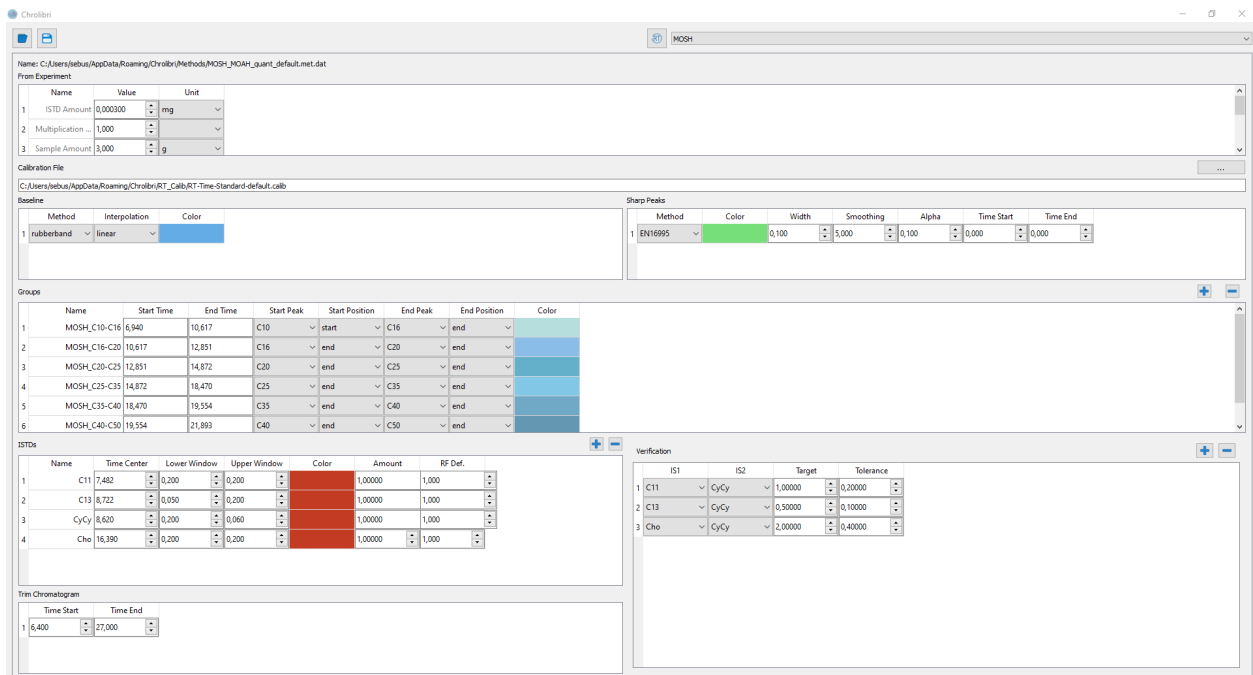 Chrolibri
MOSH
Name: C:/Users/sebus/AppData/Roaming/Chrolibri/Methods/MOSH_MOAH_quant_default.met.dat
From Experiment
Name Value Unit
1 ISTD Amount 0,000300 mg
2 Multiplication ... 1,000
3 Sample Amount 3,000 g
Calibration File
...
C:/Users/sebus/AppData/Roaming/Chrolibri/RT_Calib/RT-Time-Standard-default.calib
Baseline
Method Interpolation Color
1 rubberband linear
Sharp Peaks
Method Color Width Smoothing Alpha Time Start Time End
1 EN16995 0,100 5,000 0,100 0,000 0,000
Groups
Name Start Time End Time Start Peak Start Position End Peak End Position Color
1 MOSH_C10-C16 6,940 10,617 C10 start C16 end
2 MOSH_C16-C20 10,617 12,851 C16 end C20 end
3 MOSH_C20-C25 12,851 14,872 C20 end C25 end
4 MOSH_C25-C35 14,872 18,470 C25 end C35 end
5 MOSH_C35-C40 18,470 19,554 C35 end C40 end
6 MOSH_C40-C50 19,554 21,893 C40 end C50 end
ISTDs
Name Time Center Lower Window Upper Window Color Amount RF Def.
1 C11 7,482 0,200 0,200 1,00000 1,000
2 C13 8,722 0,050 0,200 1,00000 1,000
3 CyCy 8,620 0,200 0,060 1,00000 1,000
4 Cho 16,390 0,200 0,200 1,00000 1,000
Verification
IS1 IS2 Target Tolerance
1 C11 CyCy 1,00000 0,20000
2 C13 CyCy 0,50000 0,10000
3 Cho CyCy 2,00000 0,40000
Trim Chromatogram
Time Start Time End
1 6,400 27,000